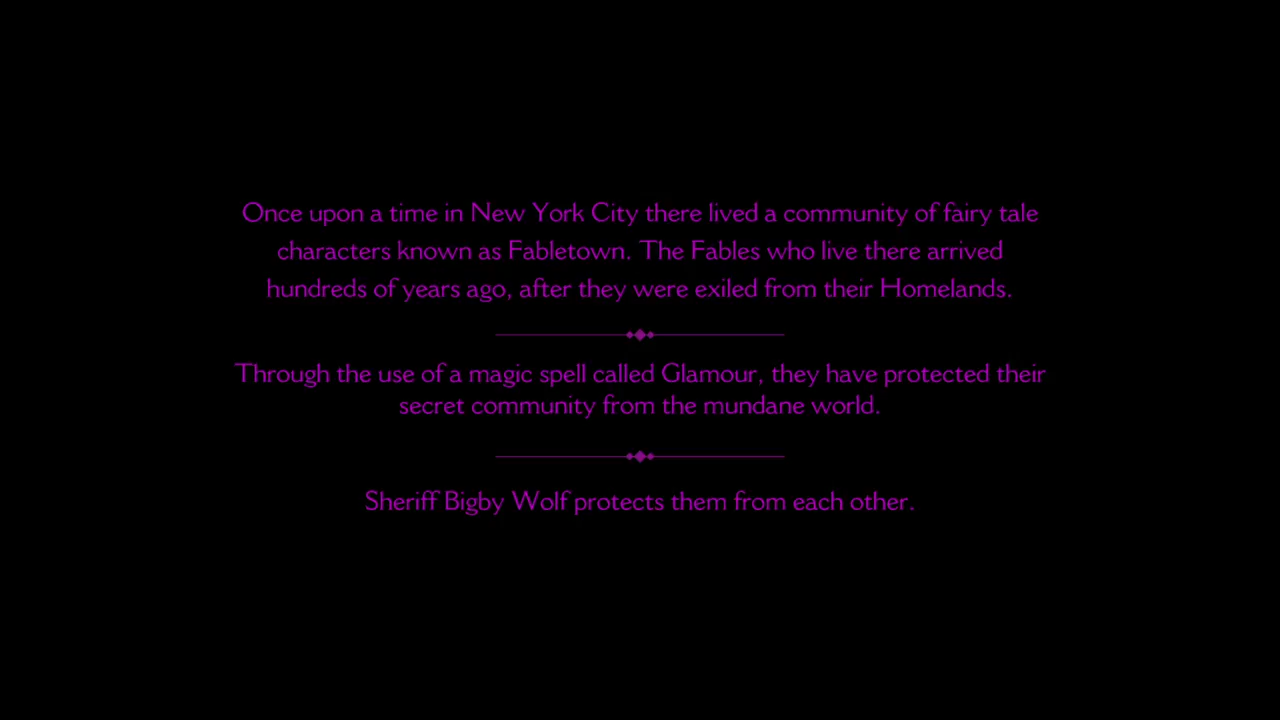 Once upon a time in New York City there lived a community of fairy tale
characters known as Fabletown. The Fables who live there arrived
hundreds of years ago, after they were exiled from their Homelands.
Through the use of a magic spell called Glamour, they have protected their
secret community from the mundane world.
Sheriff Bigby Wolf protects them from each other.